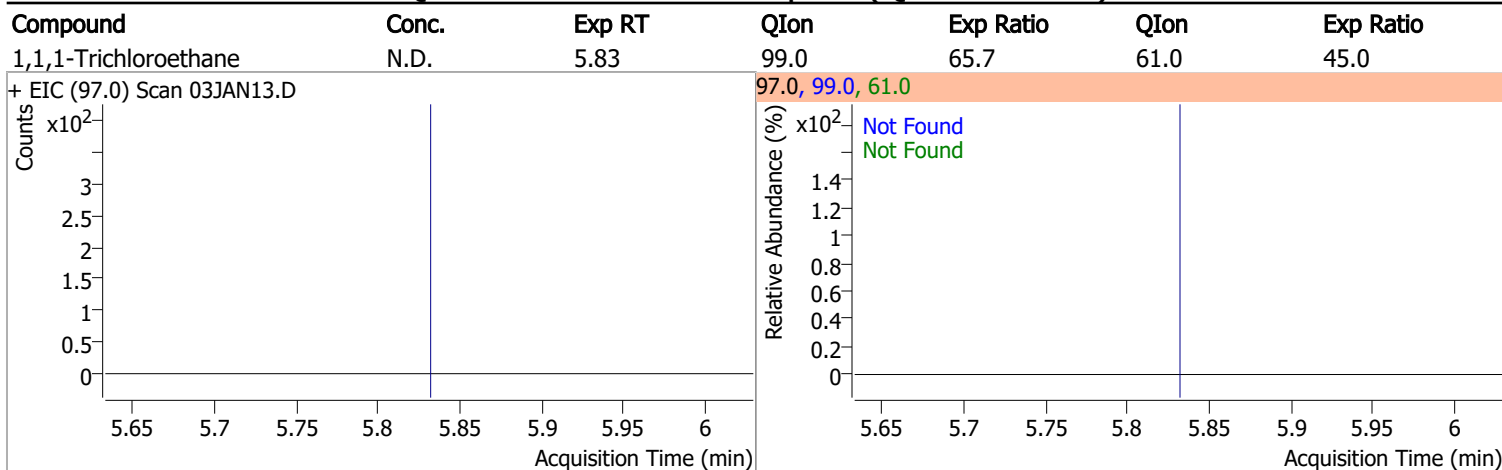 Compound Conc. Exp RT QIon Exp Ratio QIon Exp Ratio
1,1,1-Trichloroethane N.D. 5.83 99.0 65.7 61.0 45.0
+ EIC (97.0) Scan 03JAN13.D
Counts
x10²
3
2.5
2
1.5
1
0.5
0
5.65 5.7 5.75 5.8 5.85 5.9 5.95 6
Acquisition Time (min)
97.0, 99.0, 61.0
Relative Abundance (%)
x10²
Not Found
Not Found
1.4
1.2
1
0.8
0.6
0.4
0.2
0
5.65 5.7 5.75 5.8 5.85 5.9 5.95 6
Acquisition Time (min)